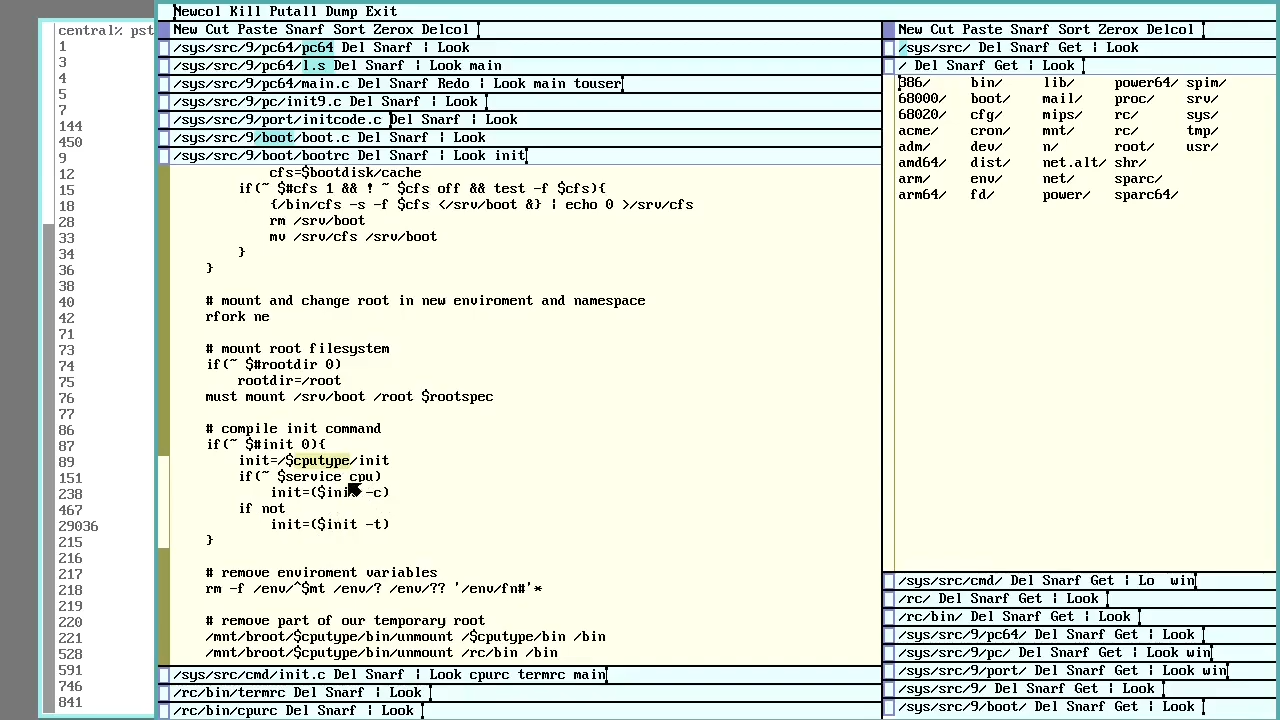 central% pst
1
3
4
5
7
144
450
9
12
15
18
28
33
34
36
38
40
42
71
73
74
75
76
77
86
87
89
151
238
467
29036
215
216
217
218
219
220
221
528
591
746
841
Newcol Kill Putall Dump Exit
New Cut Paste Snarf Sort Zerox Delcol
/sys/src/9/pc64/pc64 Del Snarf | Look
/sys/src/9/pc64/l.s Del Snarf | Look main
/sys/src/9/pc64/main.c Del Snarf Redo | Look main touser
/sys/src/9/pc/init9.c Del Snarf | Look
/sys/src/9/port/initcode.c Del Snarf | Look
/sys/src/9/boot/boot.c Del Snarf | Look
/sys/src/9/boot/bootrc Del Snarf | Look init
cfs=$bootdisk/cache
if(~ $#cfs 1 && ! ~ $cfs off && test -f $cfs){
{/bin/cfs -s -f $cfs </srv/boot &} | echo 0 >/srv/cfs
rm /srv/boot
mv /srv/cfs /srv/boot
}
}
# mount and change root in new enviroment and namespace
rfork ne
# mount root filesystem
if(~ $#rootdir 0)
rootdir=/root
must mount /srv/boot /root $rootspec
# compile init command
if(~ $#init 0){
init=/$cputype/init
if(~ $service cpu)
init=($init -c)
if not
init=($init -t)
}
# remove enviroment variables
rm -f /env/^$mt /env/? /env/?? '/env/fn#'*
# remove part of our temporary root
/mnt/broot/$cputype/bin/unmount /$cputype/bin /bin
/mnt/broot/$cputype/bin/unmount /rc/bin /bin
/sys/src/cmd/init.c Del Snarf | Look cpurc termrc main
/rc/bin/termrc Del Snarf | Look
/rc/bin/cpurc Del Snarf | Look
New Cut Paste Snarf Sort Zerox Delcol
/sys/src/ Del Snarf Get | Look
/ Del Snarf Get | Look
386/ bin/ lib/ power64/ spim/
68000/ boot/ mail/ proc/ srv/
68020/ cfg/ mips/ rc/ sys/
acme/ cron/ mnt/ rc/ tmp/
adm/ dev/ n/ root/ usr/
amd64/ dist/ net.alt/ shr/
arm/ env/ net/ sparc/
arm64/ fd/ power/ sparc64/
/sys/src/cmd/ Del Snarf Get | Lo win
/rc/ Del Snarf Get | Look
/rc/bin/ Del Snarf Get | Look
/sys/src/9/pc64/ Del Snarf Get | Look
/sys/src/9/pc/ Del Snarf Get | Look win
/sys/src/9/port/ Del Snarf Get | Look win
/sys/src/9/ Del Snarf Get | Look
/sys/src/9/boot/ Del Snarf Get | Look